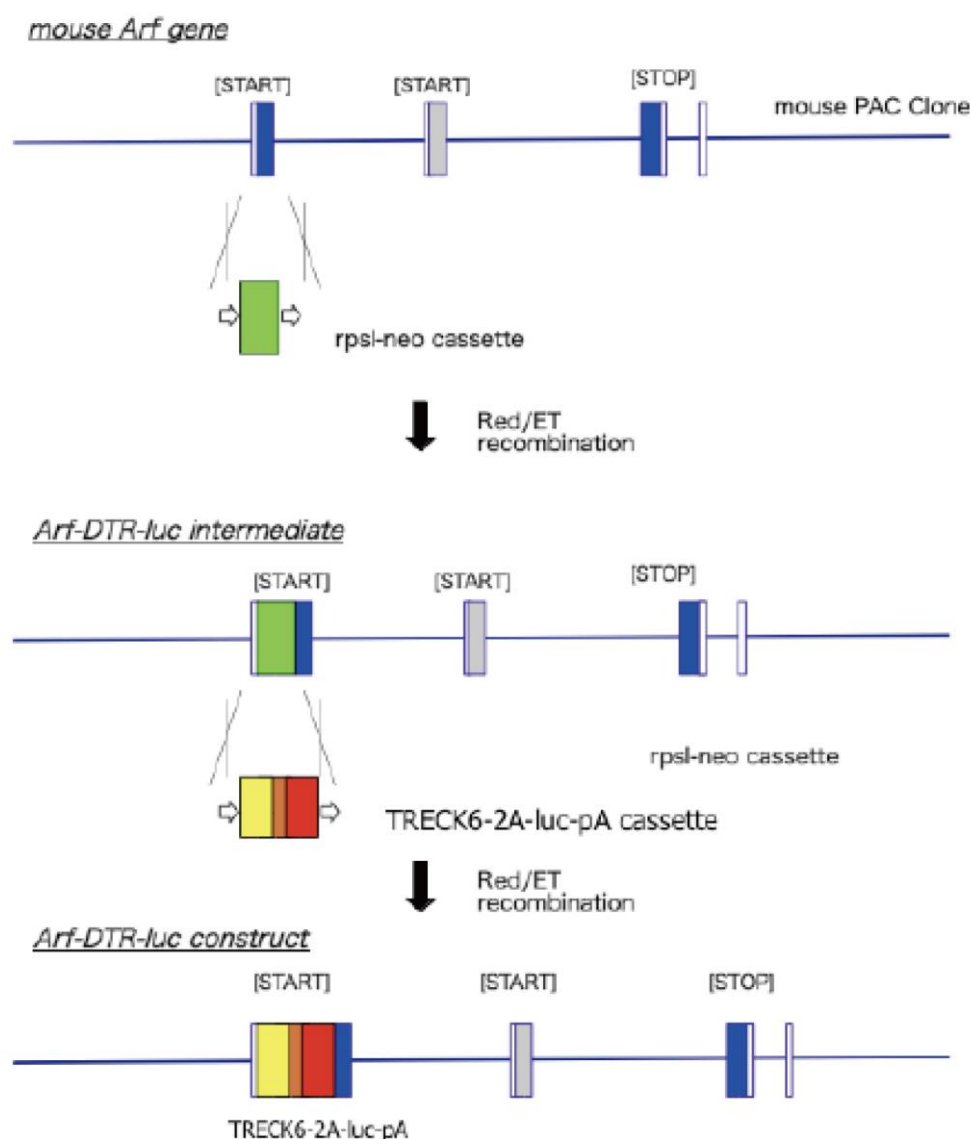 mouse Arf gene
[START]
[START]
[STOP]
mouse PAC Clone
rpsl-neo cassette
Red/ET
recombination
Arf-DTR-luc intermediate
[START]
[START]
[STOP]
rpsl-neo cassette
TRECK6-2A-luc-pA cassette
Red/ET
recombination
Arf-DTR-luc construct
[START]
[START]
[STOP]
TRECK6-2A-luc-pA